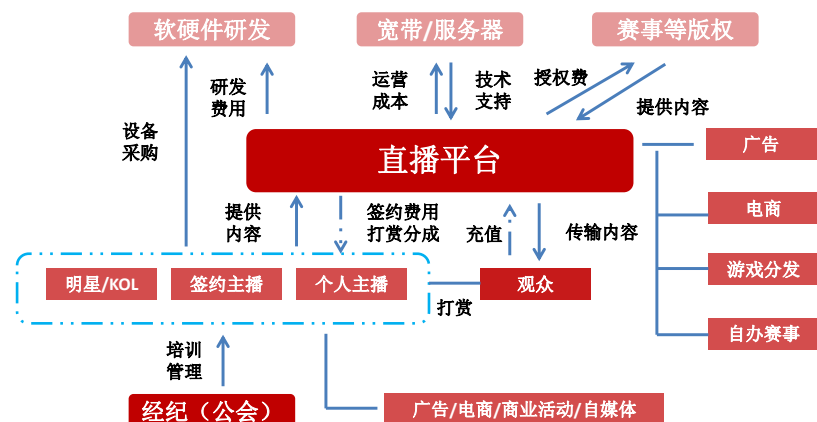 软硬件研发
宽带/服务器
赛事等版权
研发
费用
运营
成本
技术
支持
授权费
提供内容
设备
采购
直播平台
广告
电商
游戏分发
自办赛事
提供
内容
签约费用
打赏分成
充值
传输内容
明星/KOL
签约主播
个人主播
打赏
观众
培训
管理
经纪（公会）
广告/电商/商业活动/自媒体